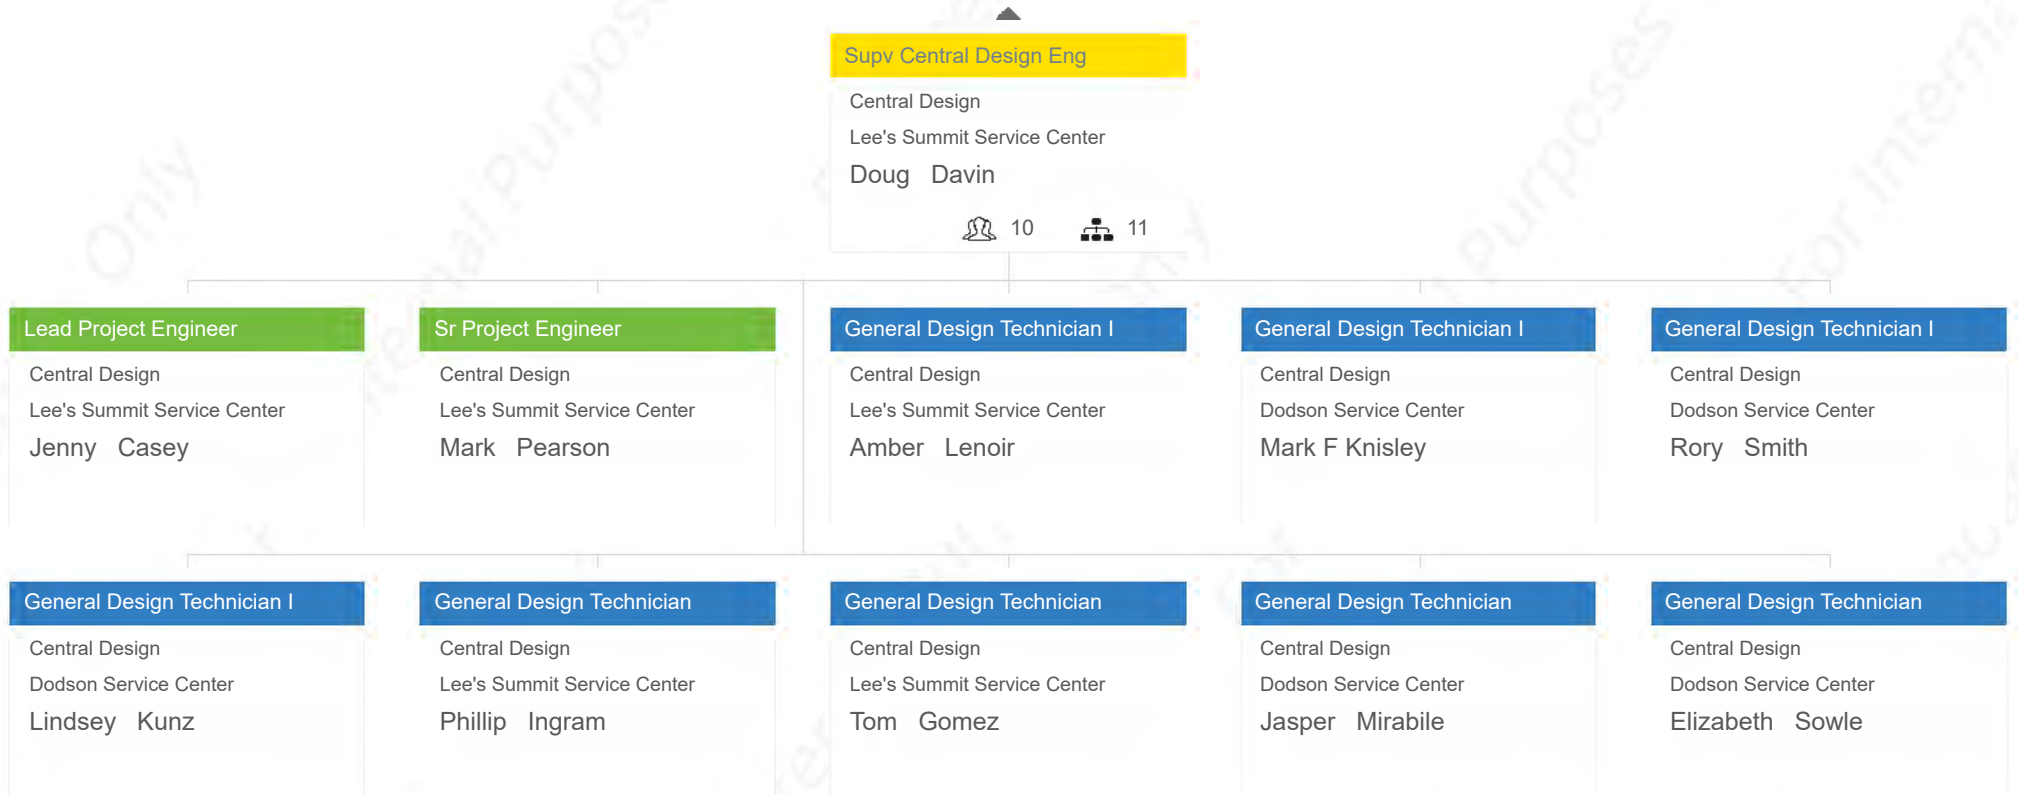 Supv Central Design Eng
Central Design
Lee's Summit Service Center
Doug Davin
10 11
Lead Project Engineer
Central Design
Lee's Summit Service Center
Jenny Casey
Sr Project Engineer
Central Design
Lee's Summit Service Center
Mark Pearson
General Design Technician I
Central Design
Lee's Summit Service Center
Amber Lenoir
General Design Technician I
Central Design
Dodson Service Center
Mark F Knisley
General Design Technician I
Central Design
Dodson Service Center
Rory Smith
General Design Technician I
Central Design
Dodson Service Center
Lindsey Kunz
General Design Technician
Central Design
Lee's Summit Service Center
Phillip Ingram
General Design Technician
Central Design
Lee's Summit Service Center
Tom Gomez
General Design Technician
Central Design
Dodson Service Center
Jasper Mirabile
General Design Technician
Central Design
Dodson Service Center
Elizabeth Sowle